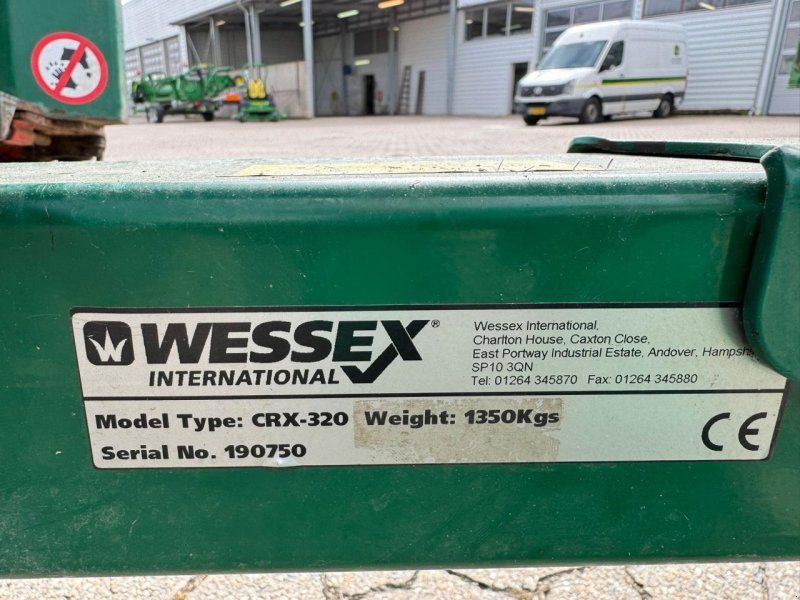 WESSEX®
INTERNATIONAL
Wessex International,
Charlton House, Caxton Close,
East Portway Industrial Estate, Andover, Hampshi
SP10 3QN
Tel: 01264 345870 Fax: 01264 345880
Model Type: CRX-320 Weight: 1350Kgs
Serial No. 190750
CE